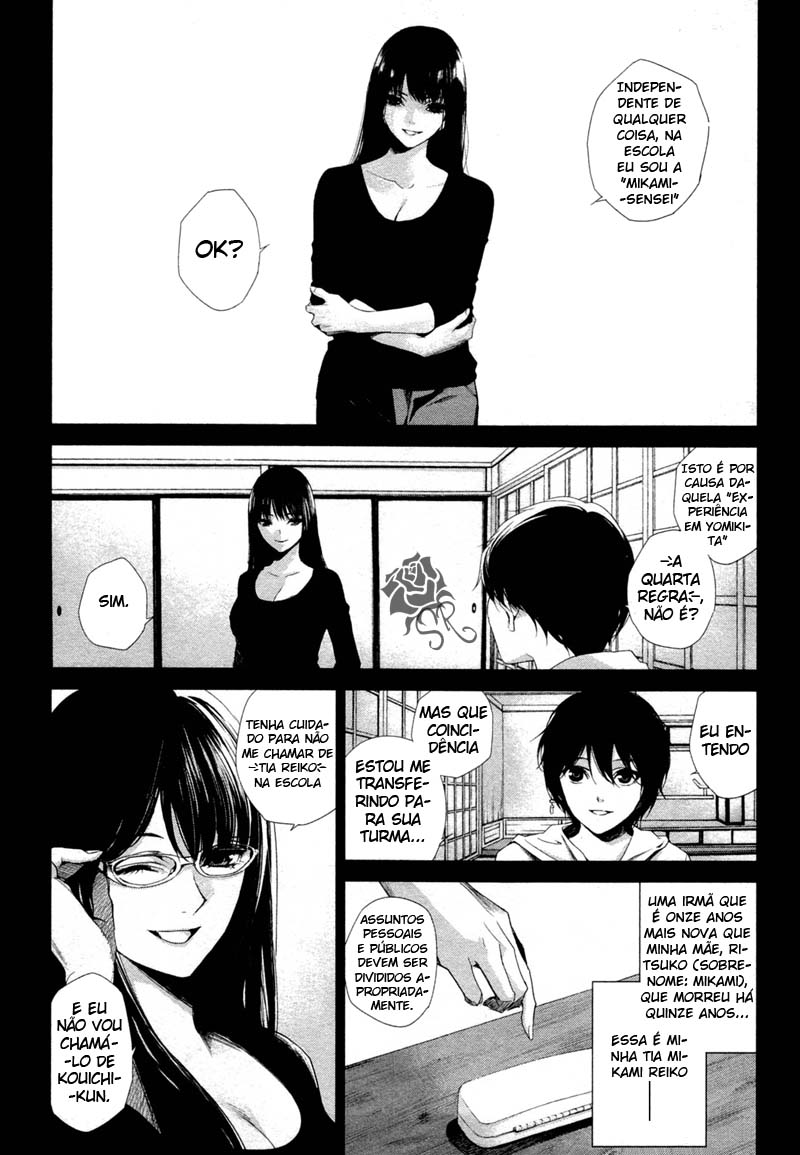 INDEPEN-
DENTE DE
QUALQUER
COISA, NA
ESCOLA
EU SOU A
"MIKAMI-
-SENSEI"
OK?
ISTO É POR
CAUSA DA-
QUELA "EX-
PERIÊNCIA
EM YOMIKI-
TA"
-÷A
QUARTA
REGRA÷-,
NÃO É?
SIM.
EU EN-
TENDO
MAS QUE
COINCI-
DÊNCIA
ESTOU ME
TRANSFE-
RINDO PA-
RA SUA
TURMA...
TENHA CUIDA-
DO PARA NÃO
ME CHAMAR DE
-÷TIA REIKO÷-
NA ESCOLA
E EU
NÃO VOU
CHAMÁ-
-LO DE
KOUICHI-
-KUN.
ASSUNTOS
PESSOAIS
E PÚBLICOS
DEVEM SER
DIVIDIDOS A-
PROPRIADA-
MENTE.
UMA IRMÃ QUE
É ONZE ANOS
MAIS NOVA QUE
MINHA MÃE, RI-
TSUKO (SOBRE-
NOME: MIKAMI),
QUE MORREU HÁ
QUINZE ANOS...
ESSA É MI-
NHA TIA MI-
KAMI REIKO
SR